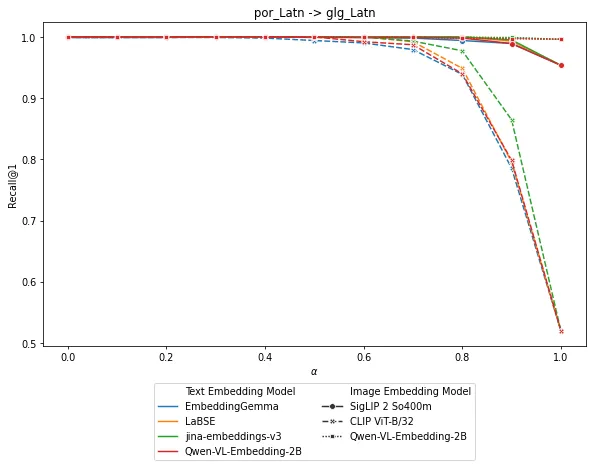 por_Latn -> glg_Latn
Recall@1
1.0
0.9
0.8
0.7
0.6
0.5
0.0
0.2
0.4
0.6
0.8
1.0
α
Text Embedding Model
EmbeddingGemma
LaBSE
jina-embeddings-v3
Qwen-VL-Embedding-2B
Image Embedding Model
SigLIP 2 So400m
CLIP ViT-B/32
Qwen-VL-Embedding-2B